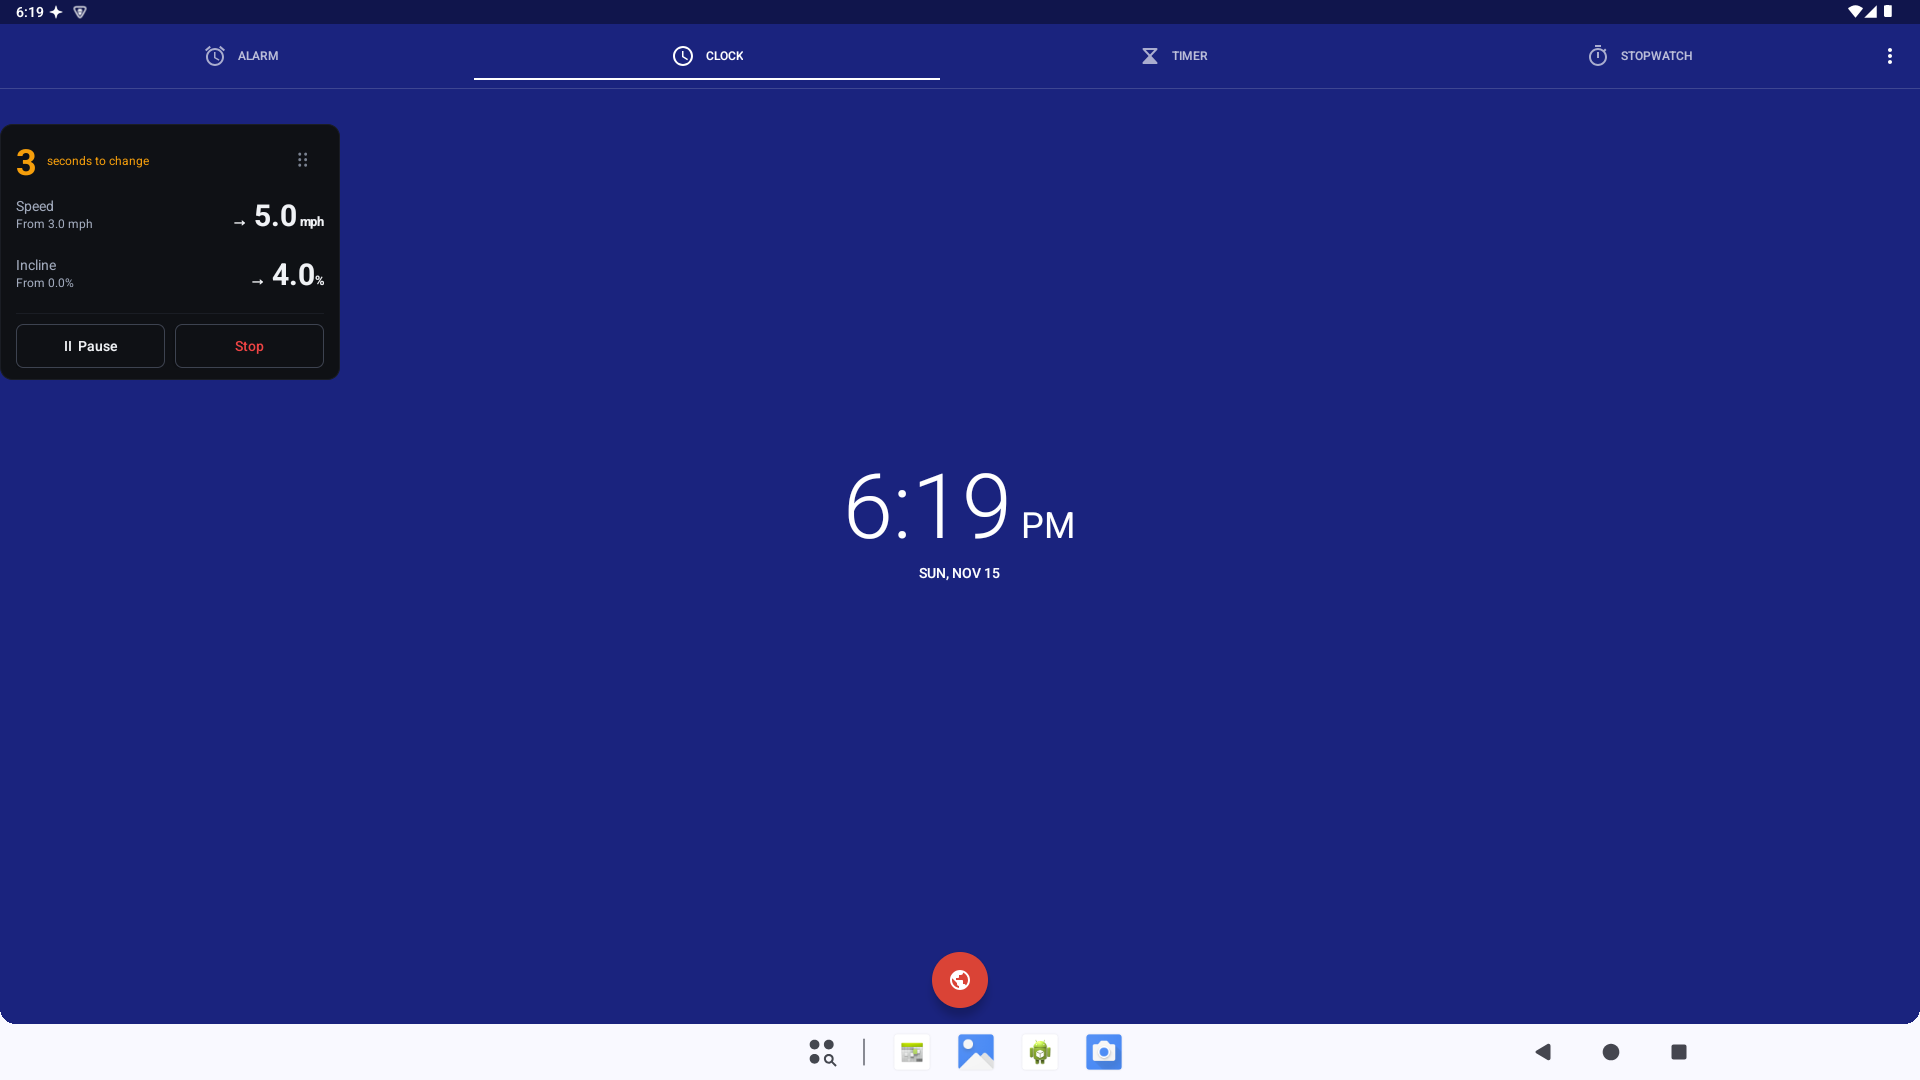 6:19
ALARM
CLOCK
TIMER
STOPWATCH
3 seconds to change
Speed
From 3.0 mph
→ 5.0 mph
Incline
From 0.0%
→ 4.0%
Pause
Stop
6:19 PM
SUN, NOV 15